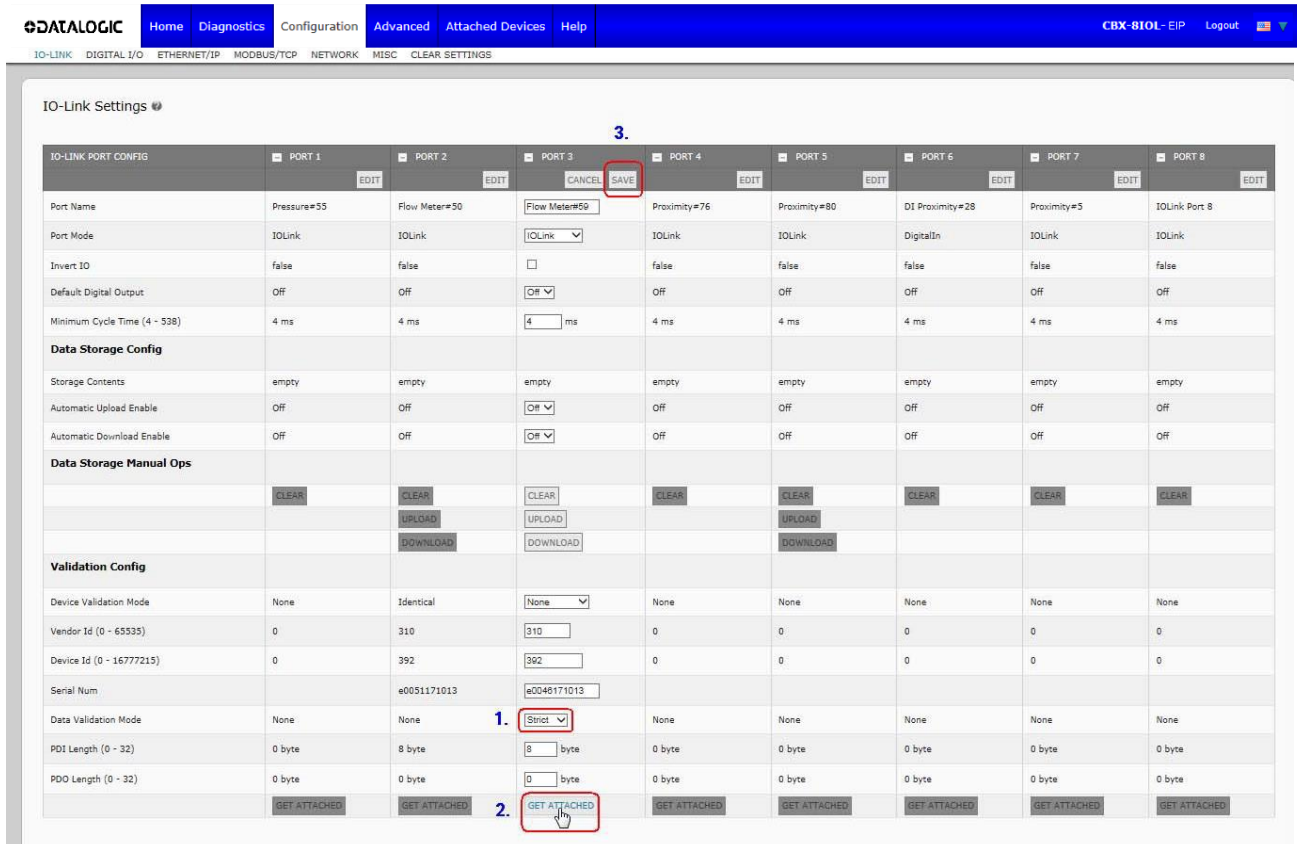 DATALOGIC Home Diagnostics Configuration Advanced Attached Devices Help CBX-8IOL- EIP Logout
IO-LINK DIGITAL I/O ETHERNET/IP MODBUS/TCP NETWORK MISC CLEAR SETTINGS
IO-Link Settings
3.
IO-LINK PORT CONFIG PORT 1 PORT 2 PORT 3 PORT 4 PORT 5 PORT 6 PORT 7 PORT 8
EDIT EDIT CANCEL SAVE EDIT EDIT EDIT EDIT EDIT
Port Name Pressure#55 Flow Meter#50 Flow Meter#59 Proximity#76 Proximity#80 DI Proximity#28 Proximity#5 IOLink Port 8
Port Mode IOLink IOLink IOLink IOLink IOLink DigitalIn IOLink IOLink
Invert IO false false false false false false false
Default Digital Output Off Off Off Off Off Off Off Off
Minimum Cycle Time (4 - 538) 4 ms 4 ms 4 ms 4 ms 4 ms 4 ms 4 ms 4 ms
Data Storage Config
Storage Contents empty empty empty empty empty empty empty empty
Automatic Upload Enable Off Off Off Off Off Off Off Off
Automatic Download Enable Off Off Off Off Off Off Off Off
Data Storage Manual Ops
CLEAR CLEAR CLEAR CLEAR CLEAR CLEAR CLEAR CLEAR
UPLOAD UPLOAD UPLOAD
DOWNLOAD DOWNLOAD DOWNLOAD
Validation Config
Device Validation Mode None Identical None None None None None None
Vendor Id (0 - 65535) 0 310 310 0 0 0 0 0
Device Id (0 - 16777215) 0 392 392 0 0 0 0 0
Serial Num e0051171013 e0046171013
Data Validation Mode None None 1. Strict None None None None None
PDI Length (0 - 32) 0 byte 8 byte 8 byte 0 byte 0 byte 0 byte 0 byte 0 byte
PDO Length (0 - 32) 0 byte 0 byte 0 byte 0 byte 0 byte 0 byte 0 byte 0 byte
GET ATTACHED GET ATTACHED 2. GET ATTACHED GET ATTACHED GET ATTACHED GET ATTACHED GET ATTACHED GET ATTACHED